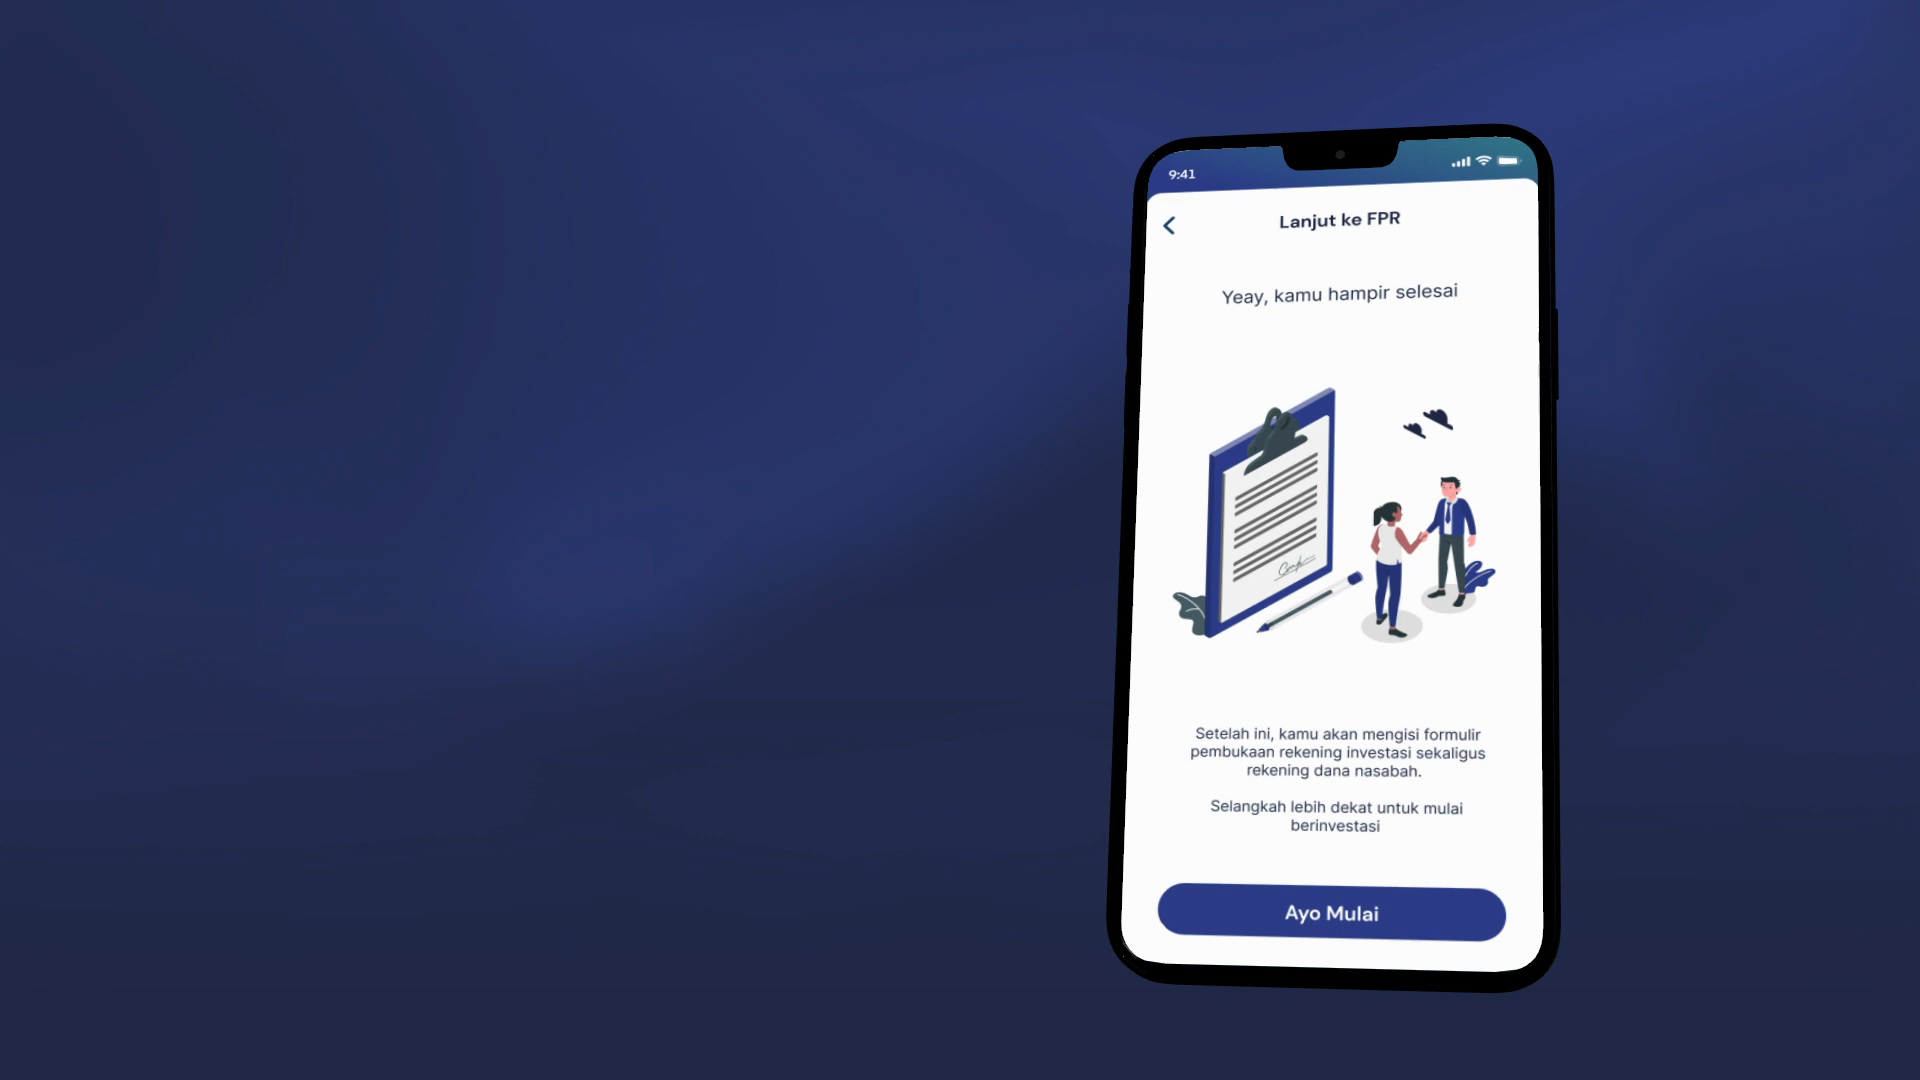 9:41
Lanjut ke FPR
Yeay, kamu hampir selesai
Setelah ini, kamu akan mengisi formulir
pembukaan rekening investasi sekaligus
rekening dana nasabah.
Selangkah lebih dekat untuk mulai
berinvestasi
Ayo Mulai